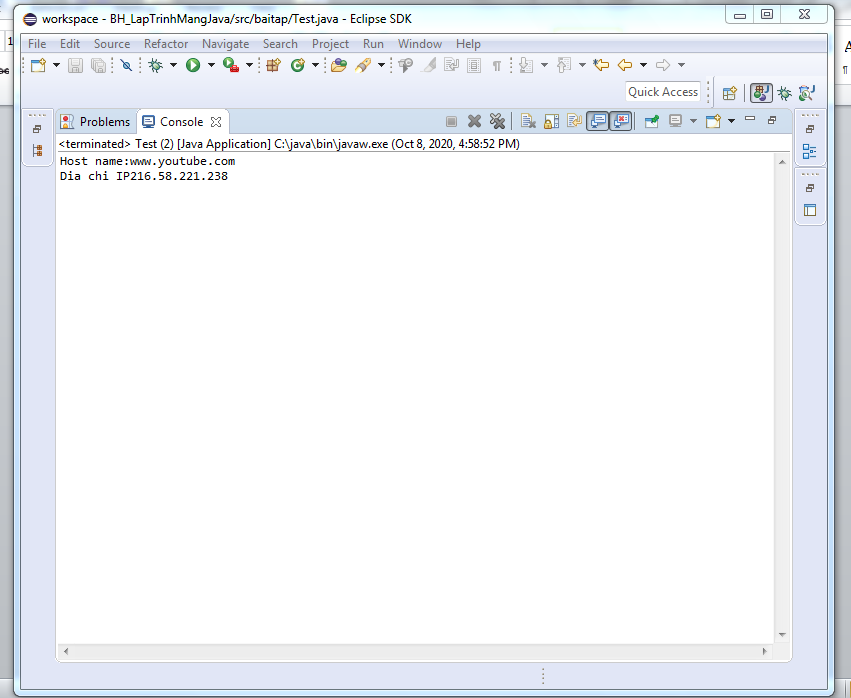 workspace - BH_LapTrinhMangJava/src/baitap/Test.java - Eclipse SDK
File Edit Source Refactor Navigate Search Project Run Window Help
Quick Access
Problems Console
<terminated> Test (2) [Java Application] C:\java\bin\javaw.exe (Oct 8, 2020, 4:58:52 PM)
Host name:www.youtube.com
Dia chi IP216.58.221.238